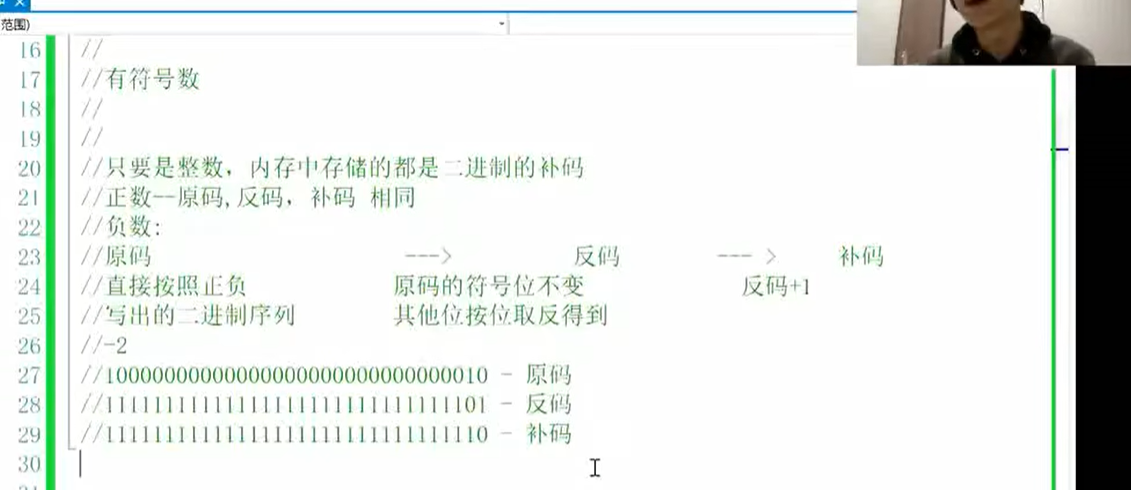 范围)
16 //
17 //有符号数
18 //
19 //
20 //只要是整数，内存中存储的都是二进制的补码
21 //正数--原码,反码， 补码 相同
22 //负数:
23 //原码 ---> 反码 --- > 补码
24 //直接按照正负 原码的符号位不变 反码+1
25 //写出的二进制序列 其他位按位取反得到
26 //-2
27 //10000000000000000000000000000010 - 原码
28 //11111111111111111111111111111101 - 反码
29 //11111111111111111111111111111110 - 补码
30